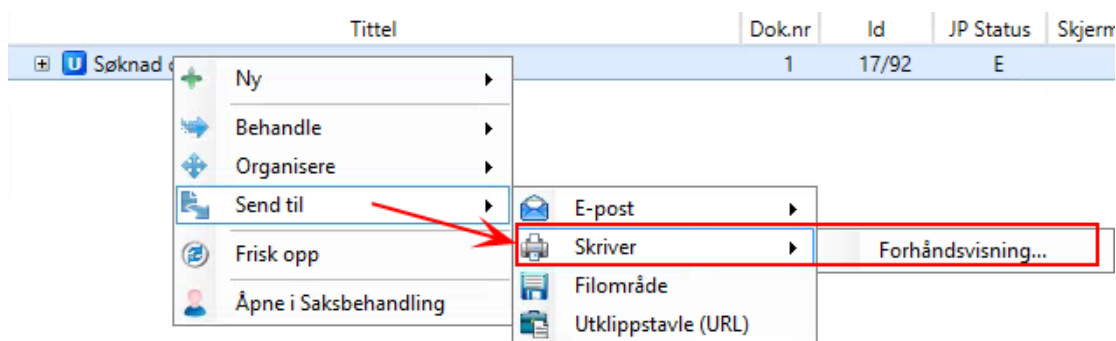 Tittel Dok.nr Id JP Status Skjerm
U Søknad 1 17/92 E
Ny
Behandle
Organisere
Send til E-post
Skriver Forhåndsvisning...
Frisk opp
Filområde
Åpne i Saksbehandling
Utklippstavle (URL)